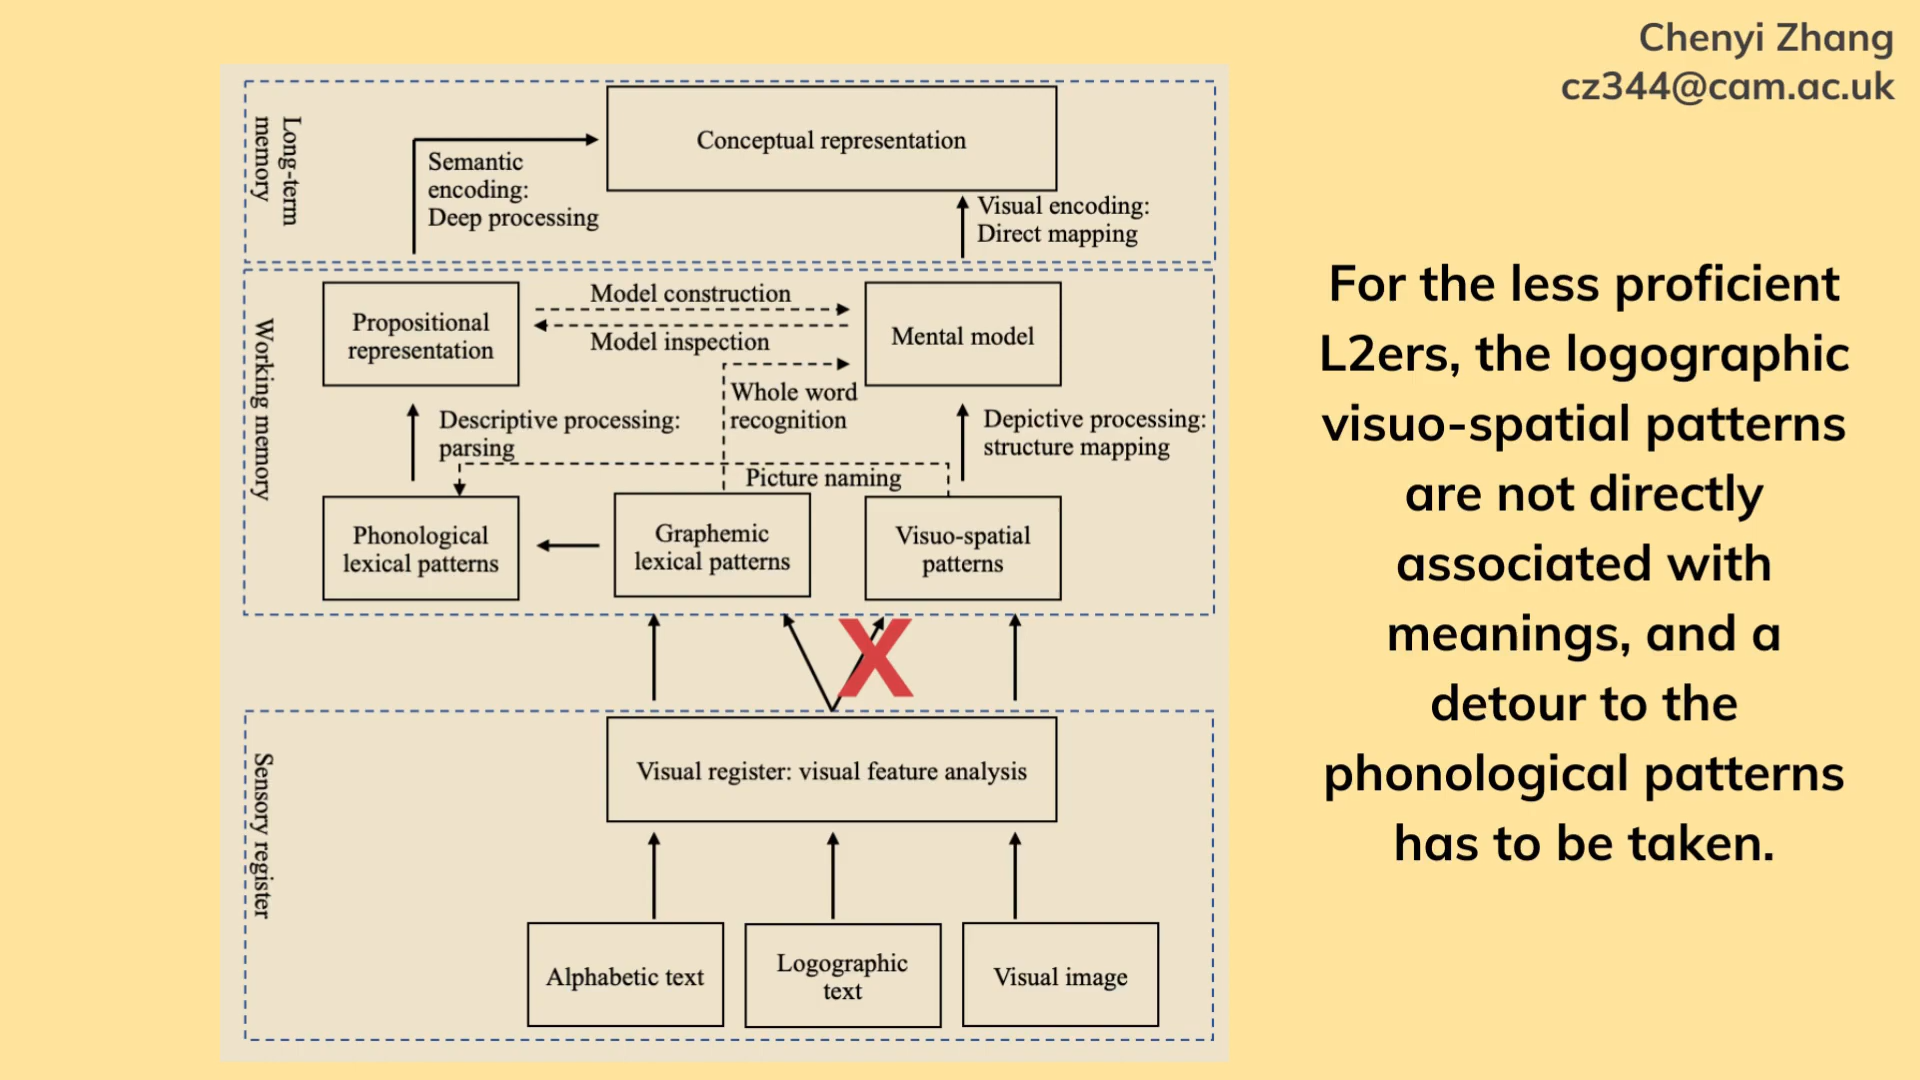 Chenyi Zhang
cz344@cam.ac.uk
Long-term
memory
Conceptual representation
Semantic
encoding:
Deep processing
Visual encoding:
Direct mapping
Working memory
Propositional
representation
Model construction
Model inspection
Mental model
Whole word
recognition
Descriptive processing:
parsing
Depictive processing:
structure mapping
Picture naming
Phonological
lexical patterns
Graphemic
lexical patterns
Visuo-spatial
patterns
X
Sensory register
Visual register: visual feature analysis
Alphabetic text
Logographic
text
Visual image
For the less proficient
L2ers, the logographic
visuo-spatial patterns
are not directly
associated with
meanings, and a
detour to the
phonological patterns
has to be taken.